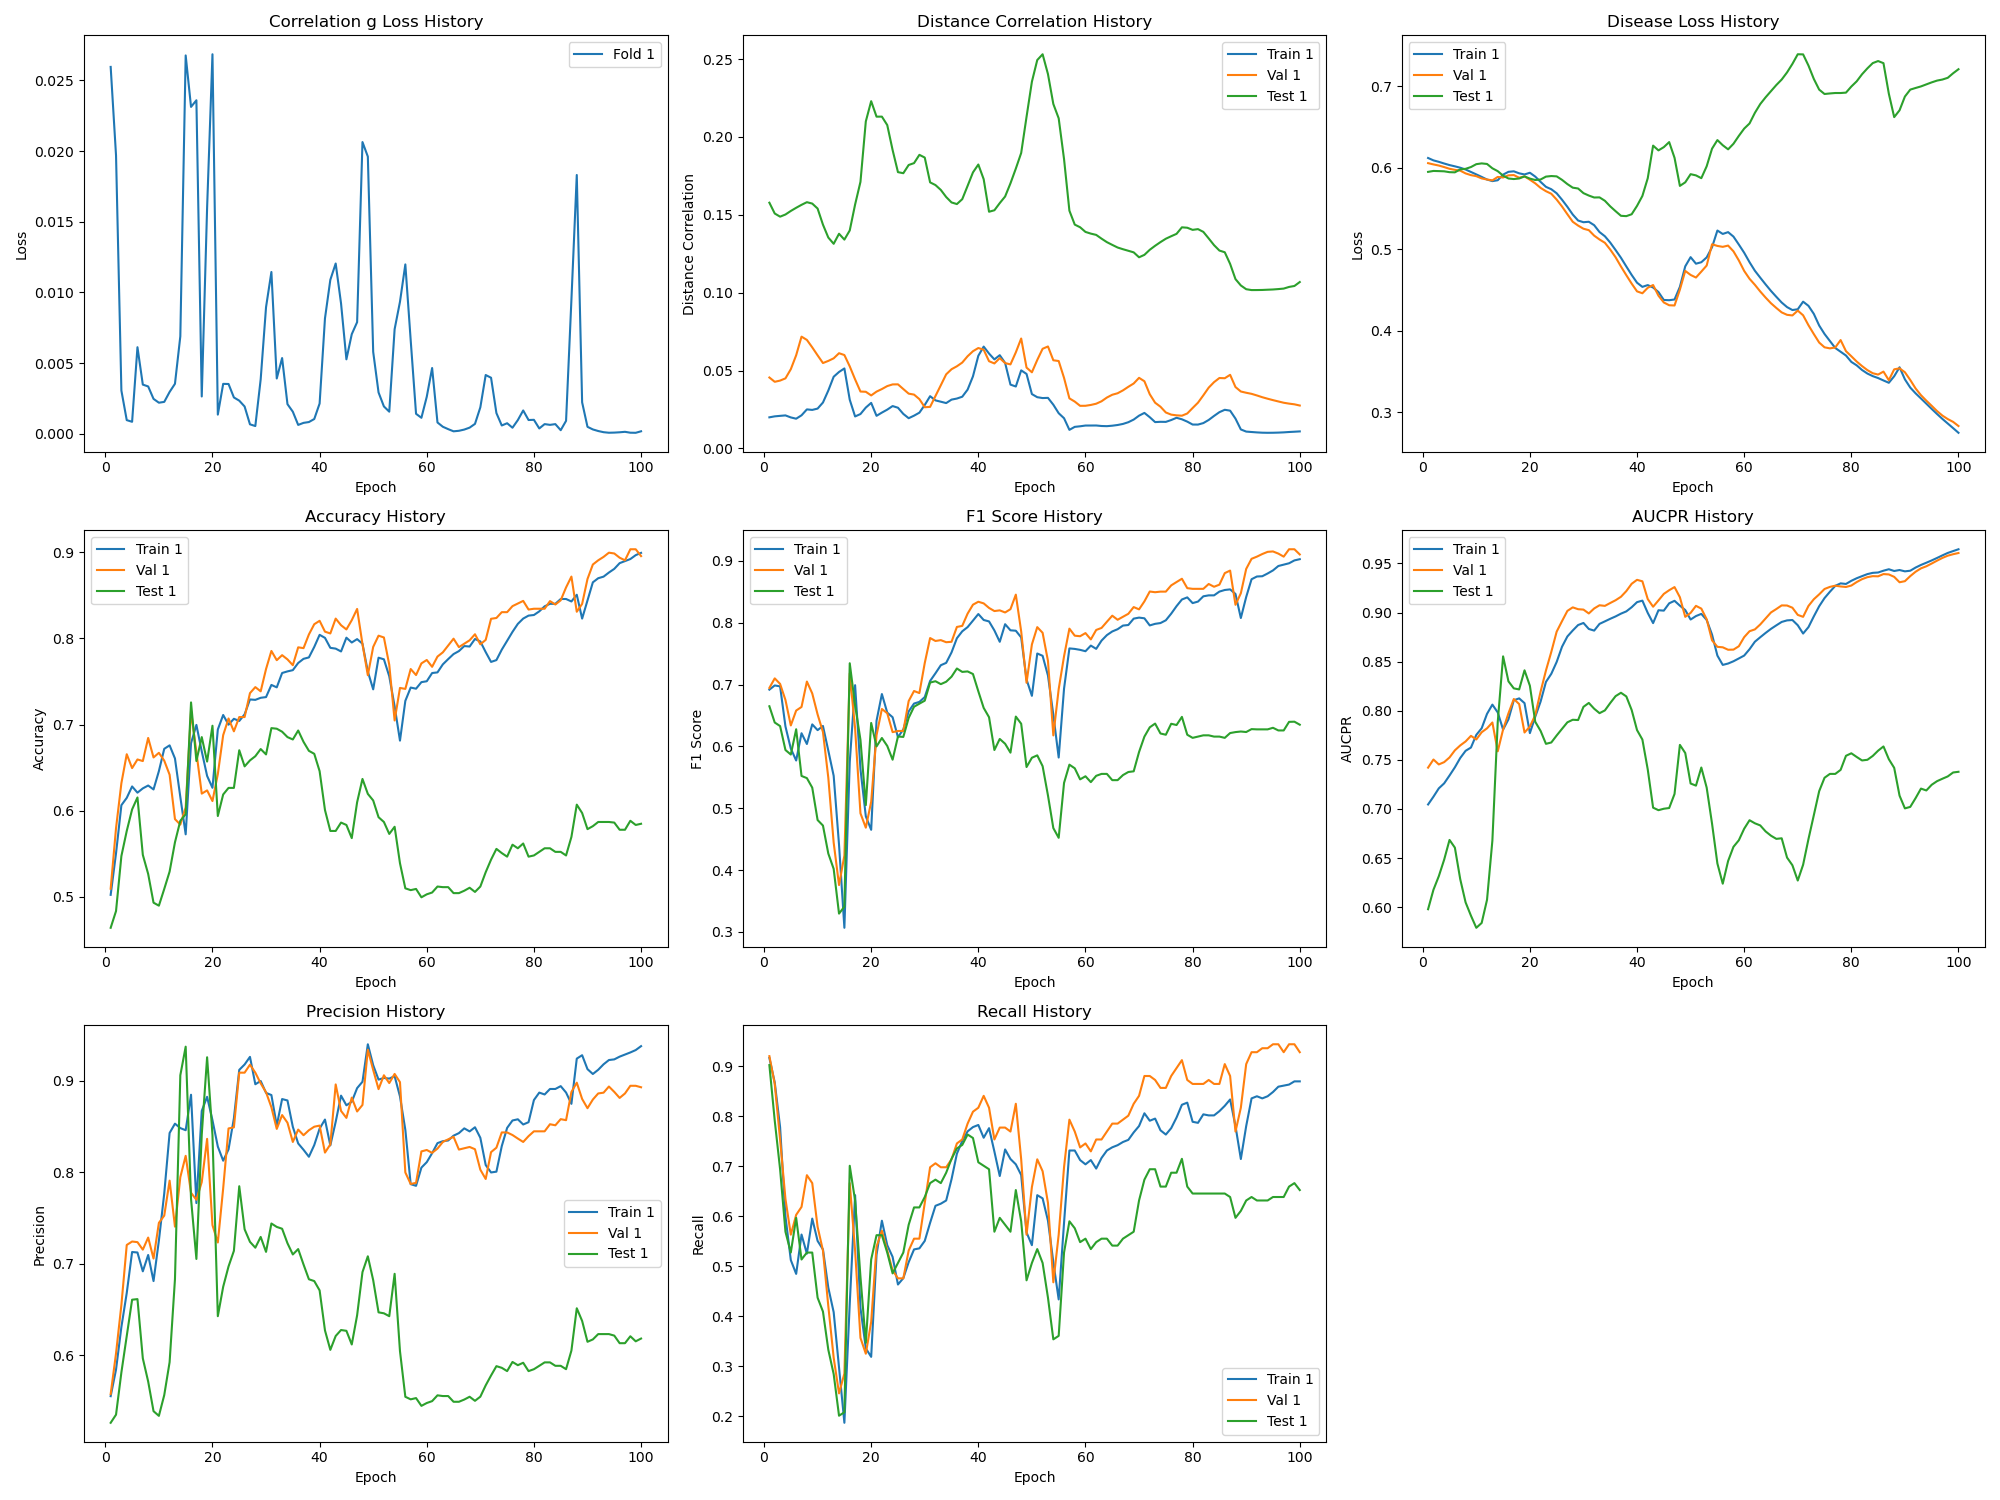 Correlation g Loss History
Loss
0.025
0.020
0.015
0.010
0.005
0.000
0 20 40 60 80 100
Epoch
Fold 1
Distance Correlation History
Distance Correlation
0.25
0.20
0.15
0.10
0.05
0.00
0 20 40 60 80 100
Epoch
Train 1
Val 1
Test 1
Disease Loss History
Loss
0.7
0.6
0.5
0.4
0.3
0 20 40 60 80 100
Epoch
Train 1
Val 1
Test 1
Accuracy History
Accuracy
0.9
0.8
0.7
0.6
0.5
0 20 40 60 80 100
Epoch
Train 1
Val 1
Test 1
F1 Score History
F1 Score
0.9
0.8
0.7
0.6
0.5
0.4
0.3
0 20 40 60 80 100
Epoch
Train 1
Val 1
Test 1
AUCPR History
AUCPR
0.95
0.90
0.85
0.80
0.75
0.70
0.65
0.60
0 20 40 60 80 100
Epoch
Train 1
Val 1
Test 1
Precision History
Precision
0.9
0.8
0.7
0.6
0 20 40 60 80 100
Epoch
Train 1
Val 1
Test 1
Recall History
Recall
0.9
0.8
0.7
0.6
0.5
0.4
0.3
0.2
0 20 40 60 80 100
Epoch
Train 1
Val 1
Test 1